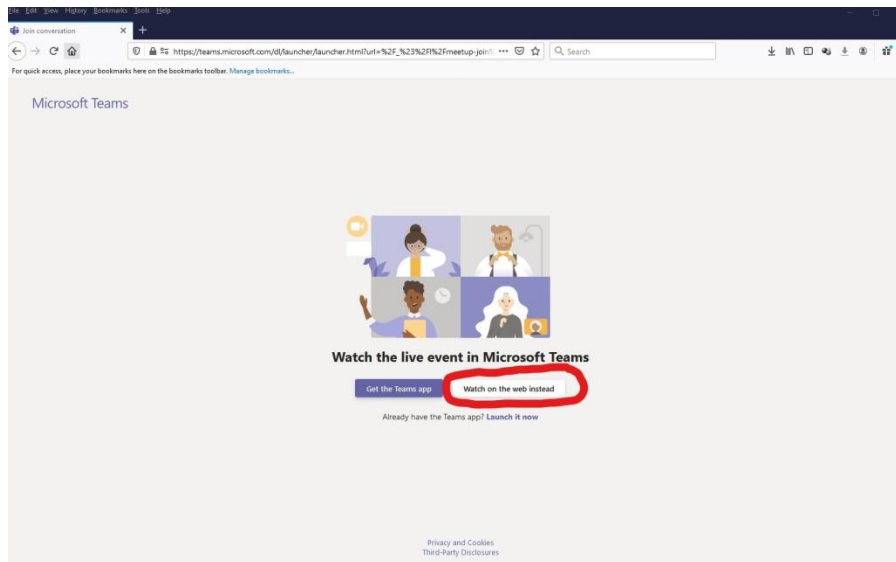 File Edit View History Bookmarks Tools Help
Join conversation
https://teams.microsoft.com/dl/launcher/launcher.html?url=%2F_%23%2Fl%2Fmeetup-join%
Search
For quick access, place your bookmarks here on the bookmarks toolbar. Manage bookmarks...
Microsoft Teams
Watch the live event in Microsoft Teams
Get the Teams app Watch on the web instead
Already have the Teams app? Launch it now
Privacy and Cookies
Third-Party Disclosures